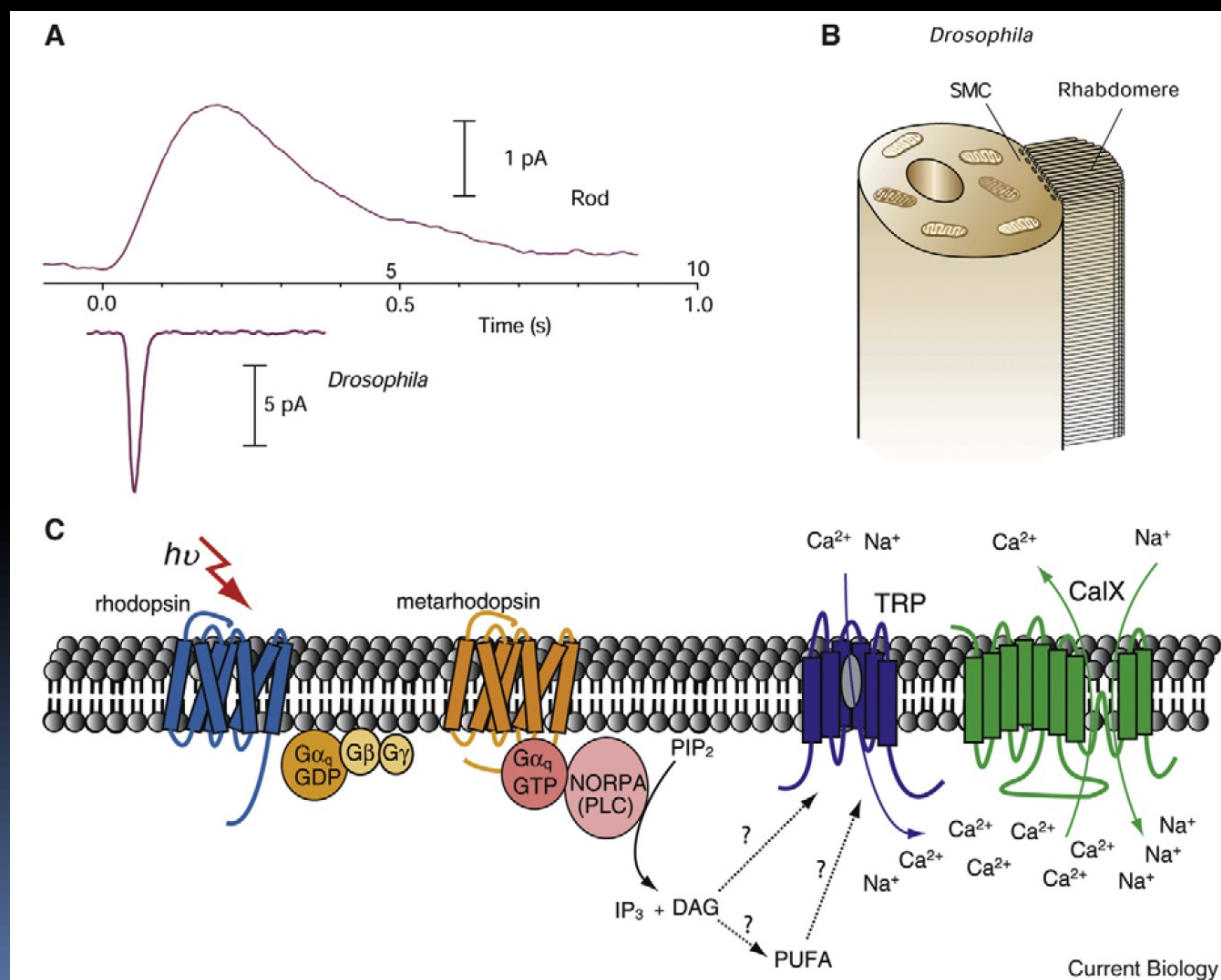 A
1 pA
Rod
5
10
0.0
0.5
1.0
Time (s)
Drosophila
5 pA
B
Drosophila
SMC
Rhabdomere
C
hυ
rhodopsin
metarhodopsin
Ca²⁺ Na⁺
TRP
Ca²⁺
CalX
Na⁺
Gαq
GDP
Gβ
Gγ
Gαq
GTP
NORPA
(PLC)
PIP₂
IP₃ + DAG
?
?
?
PUFA
Na⁺
Ca²⁺
Ca²⁺
Ca²⁺
Ca²⁺
Ca²⁺
Ca²⁺
Na⁺
Na⁺
Na⁺
Current Biology